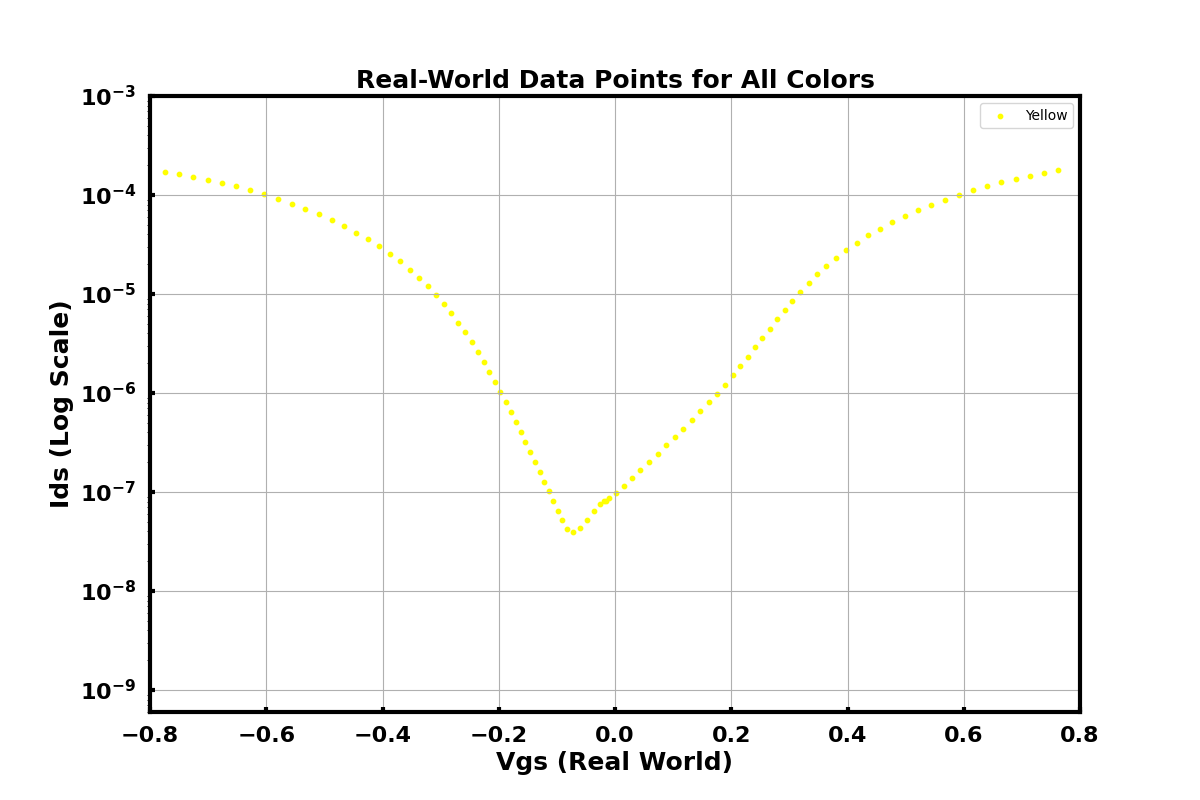 Real-World Data Points for All Colors
Yellow
Ids (Log Scale)
10⁻³
10⁻⁴
10⁻⁵
10⁻⁶
10⁻⁷
10⁻⁸
10⁻⁹
−0.8 −0.6 −0.4 −0.2 0.0 0.2 0.4 0.6 0.8
Vgs (Real World)